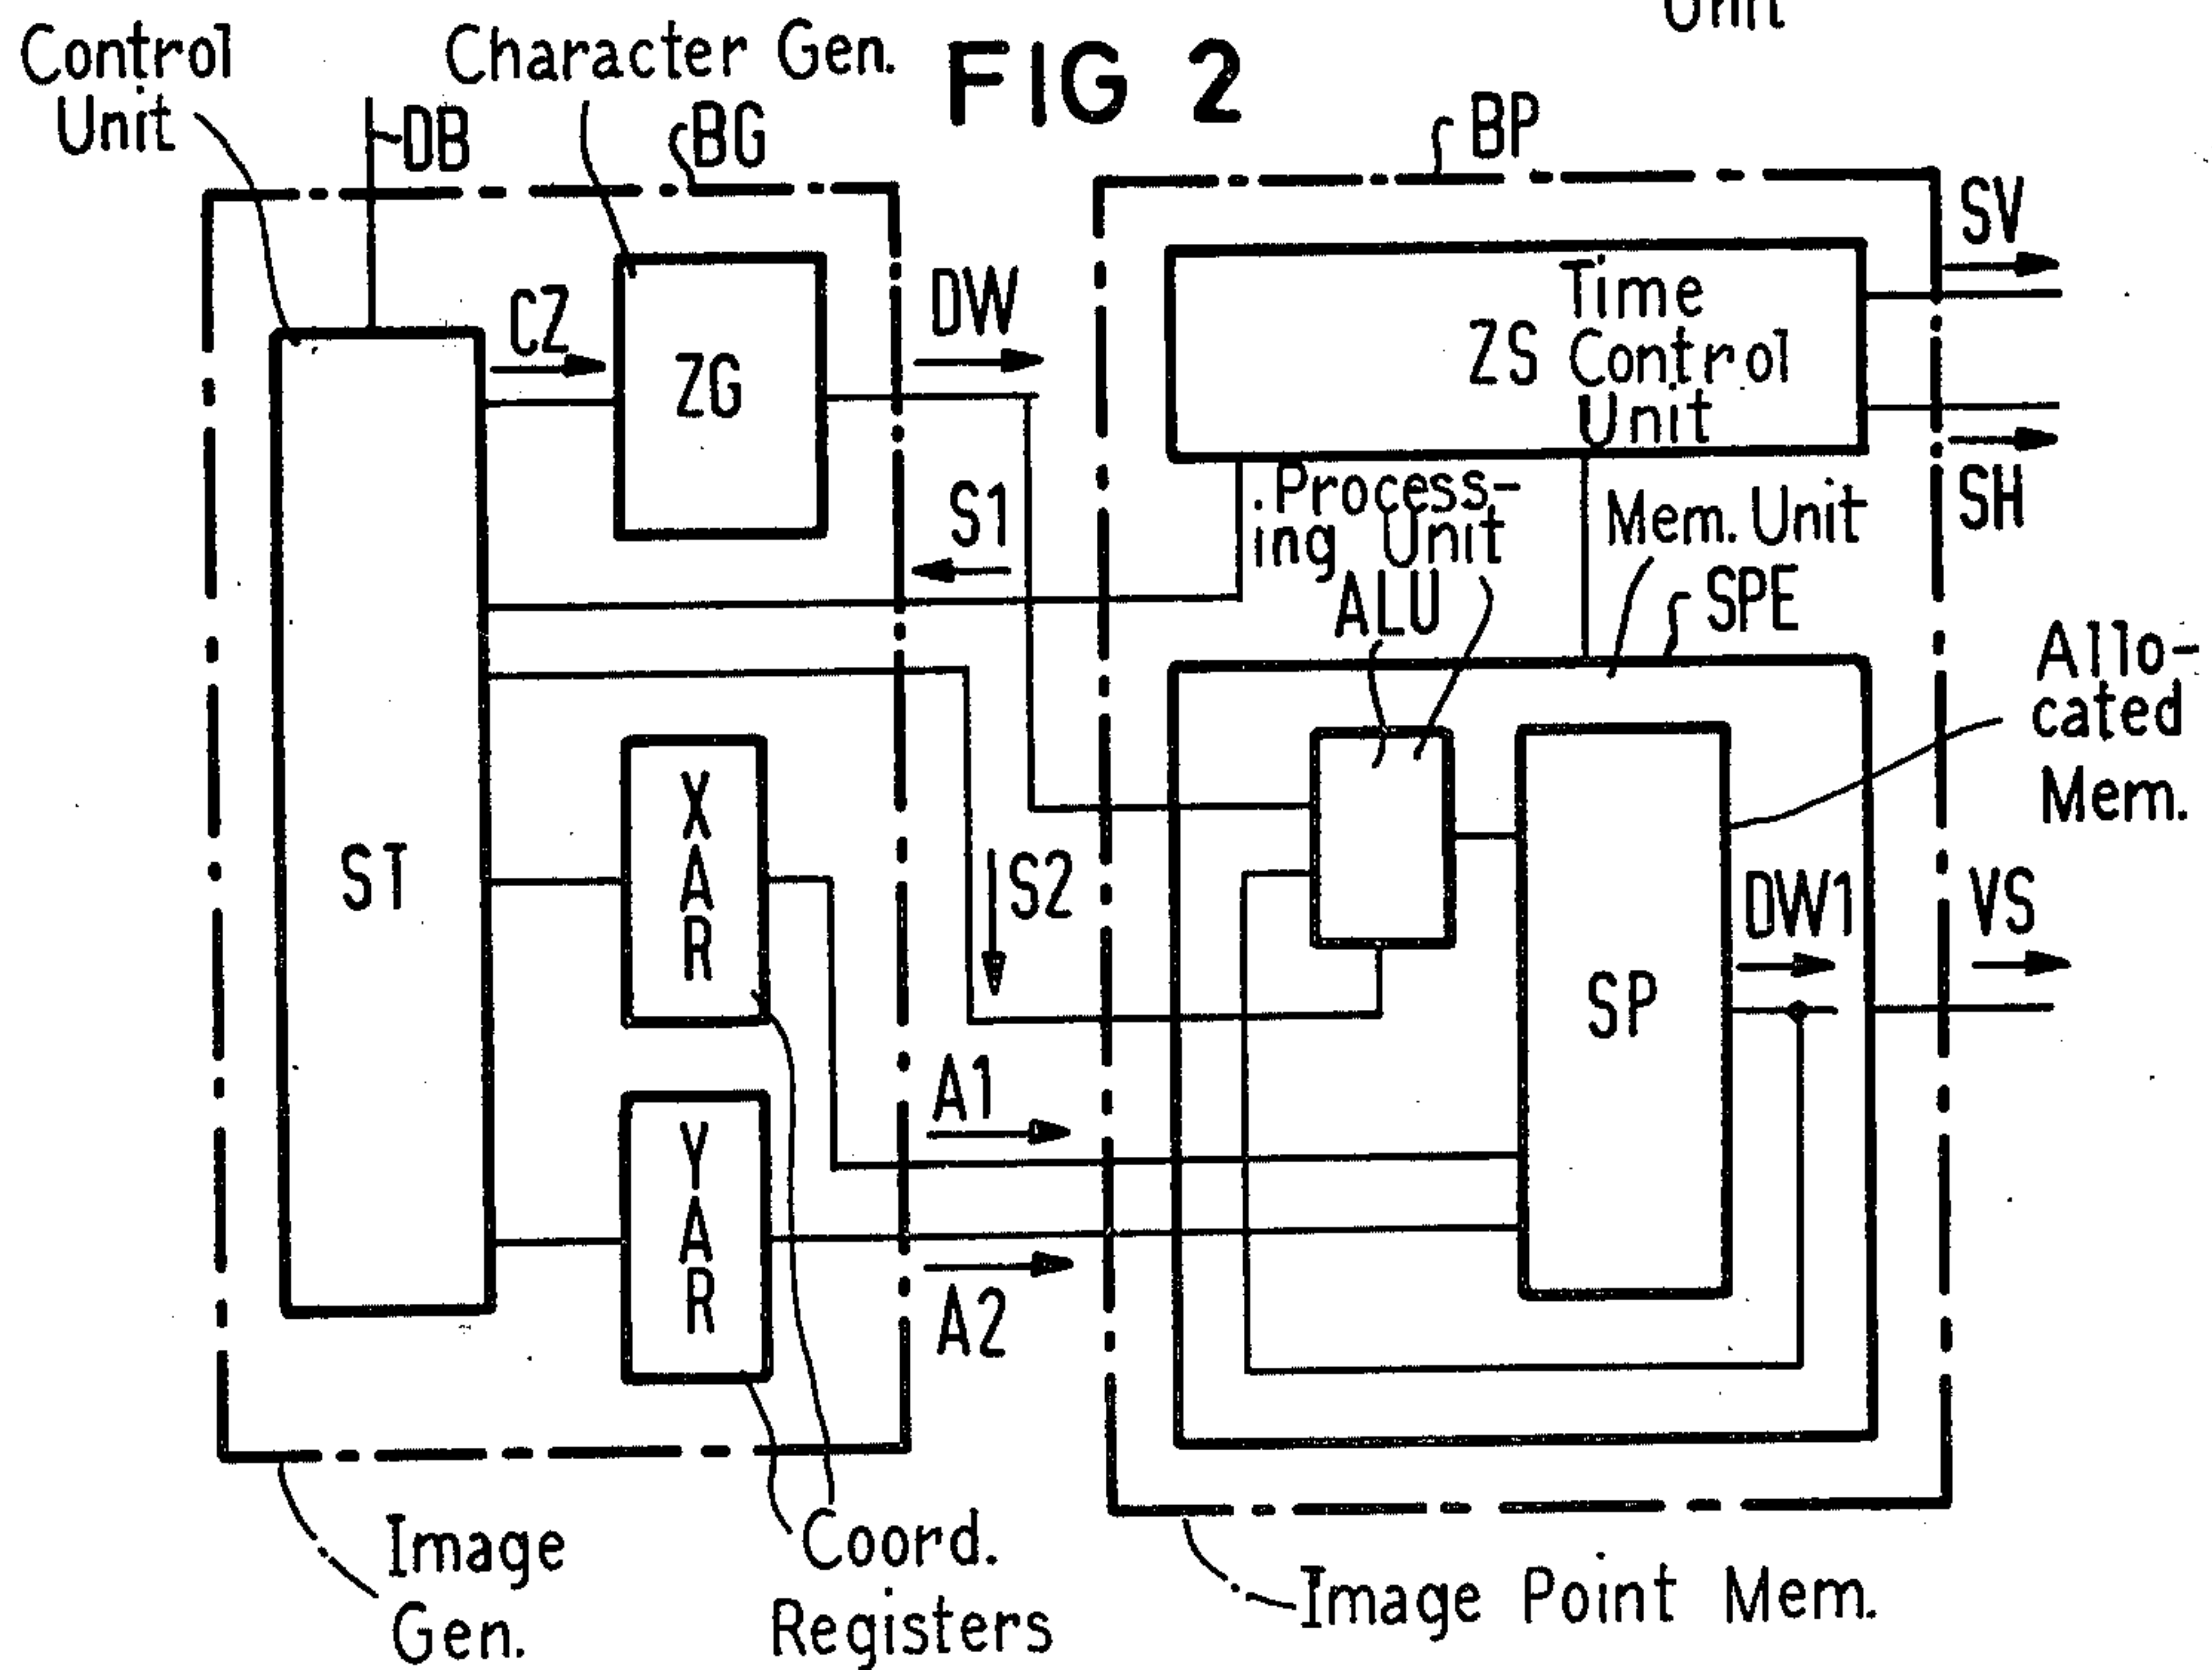 Unit
Control
Unit
Character Gen.
FIG 2
DB
BG
BP
SV
CZ
DW
ZG
ZS
Time
Control
Unit
SH
S1
Process-
ing Unit
ALU
Mem. Unit
SPE
Allo-
cated
Mem.
ST
XAR
S2
SP
DW1
VS
A1
YAR
A2
Image
Gen.
Coord.
Registers
Image Point Mem.